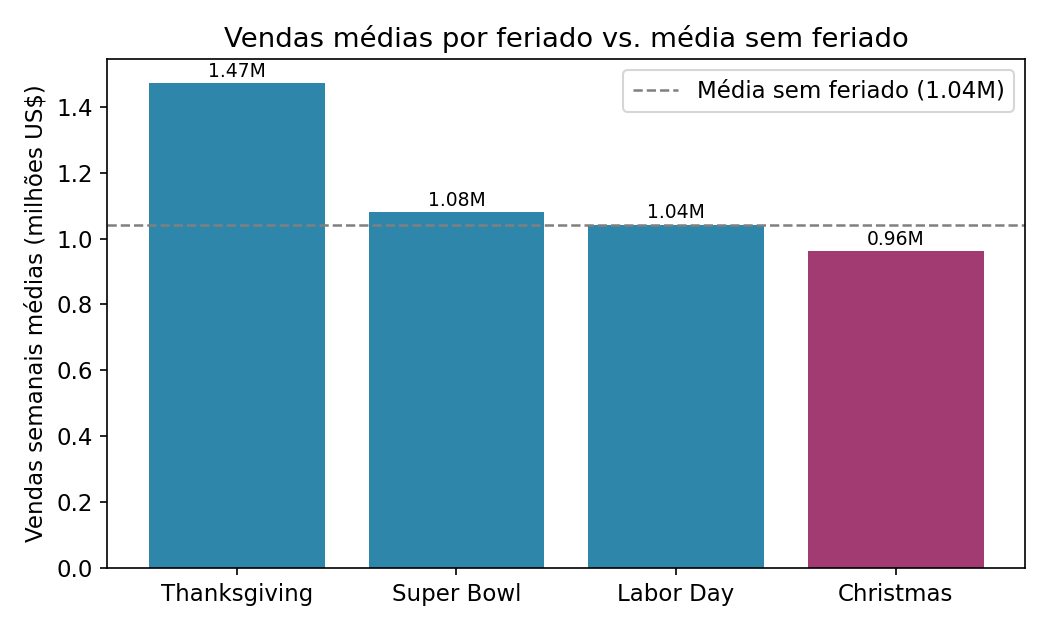 Vendas médias por feriado vs. média sem feriado
Vendas semanais médias (milhões US$)
1.4
1.2
1.0
0.8
0.6
0.4
0.2
0.0
1.47M
1.08M
1.04M
0.96M
Média sem feriado (1.04M)
Thanksgiving
Super Bowl
Labor Day
Christmas